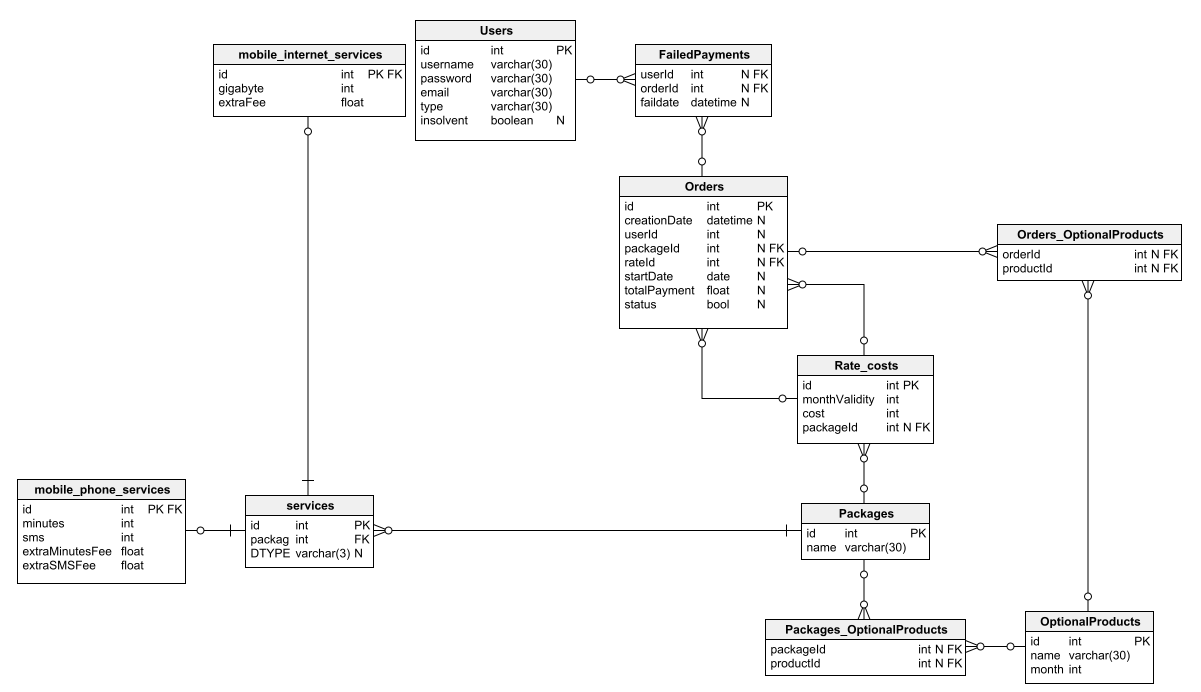 Users
id int PK
username varchar(30)
password varchar(30)
email varchar(30)
type varchar(30)
insolvent boolean N
mobile_internet_services
id int PK FK
gigabyte int
extraFee float
FailedPayments
userId int N FK
orderId int N FK
faildate datetime N
Orders
id int PK
creationDate datetime N
userId int N
packageId int N FK
rateId int N FK
startDate date N
totalPayment float N
status bool N
Orders_OptionalProducts
orderId int N FK
productId int N FK
Rate_costs
id int PK
monthValidity int
cost int
packageId int N FK
mobile_phone_services
id int PK FK
minutes int
sms int
extraMinutesFee float
extraSMSFee float
services
id int PK
packag int FK
DTYPE varchar(3) N
Packages
id int PK
name varchar(30)
Packages_OptionalProducts
packageId int N FK
productId int N FK
OptionalProducts
id int PK
name varchar(30)
month int